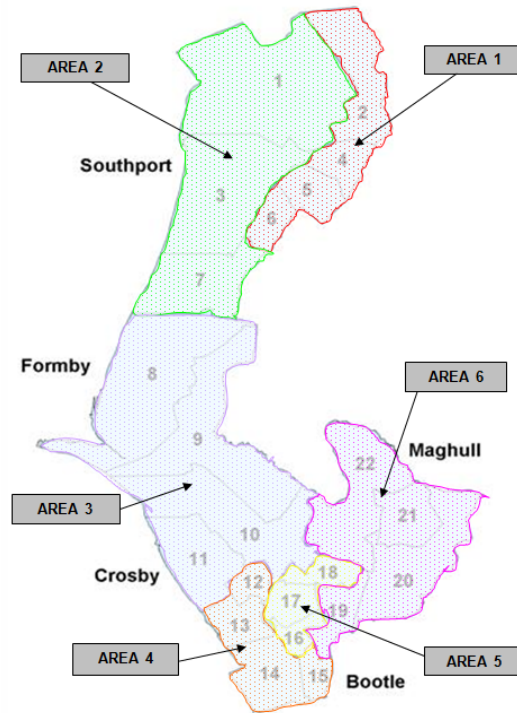 AREA 2
AREA 1
1
2
Southport
4
3
5
6
7
Formby
8
AREA 6
9
Maghull
22
AREA 3
21
10
11
Crosby
18
20
12
17
19
13
16
AREA 4
AREA 5
14
15
Bootle